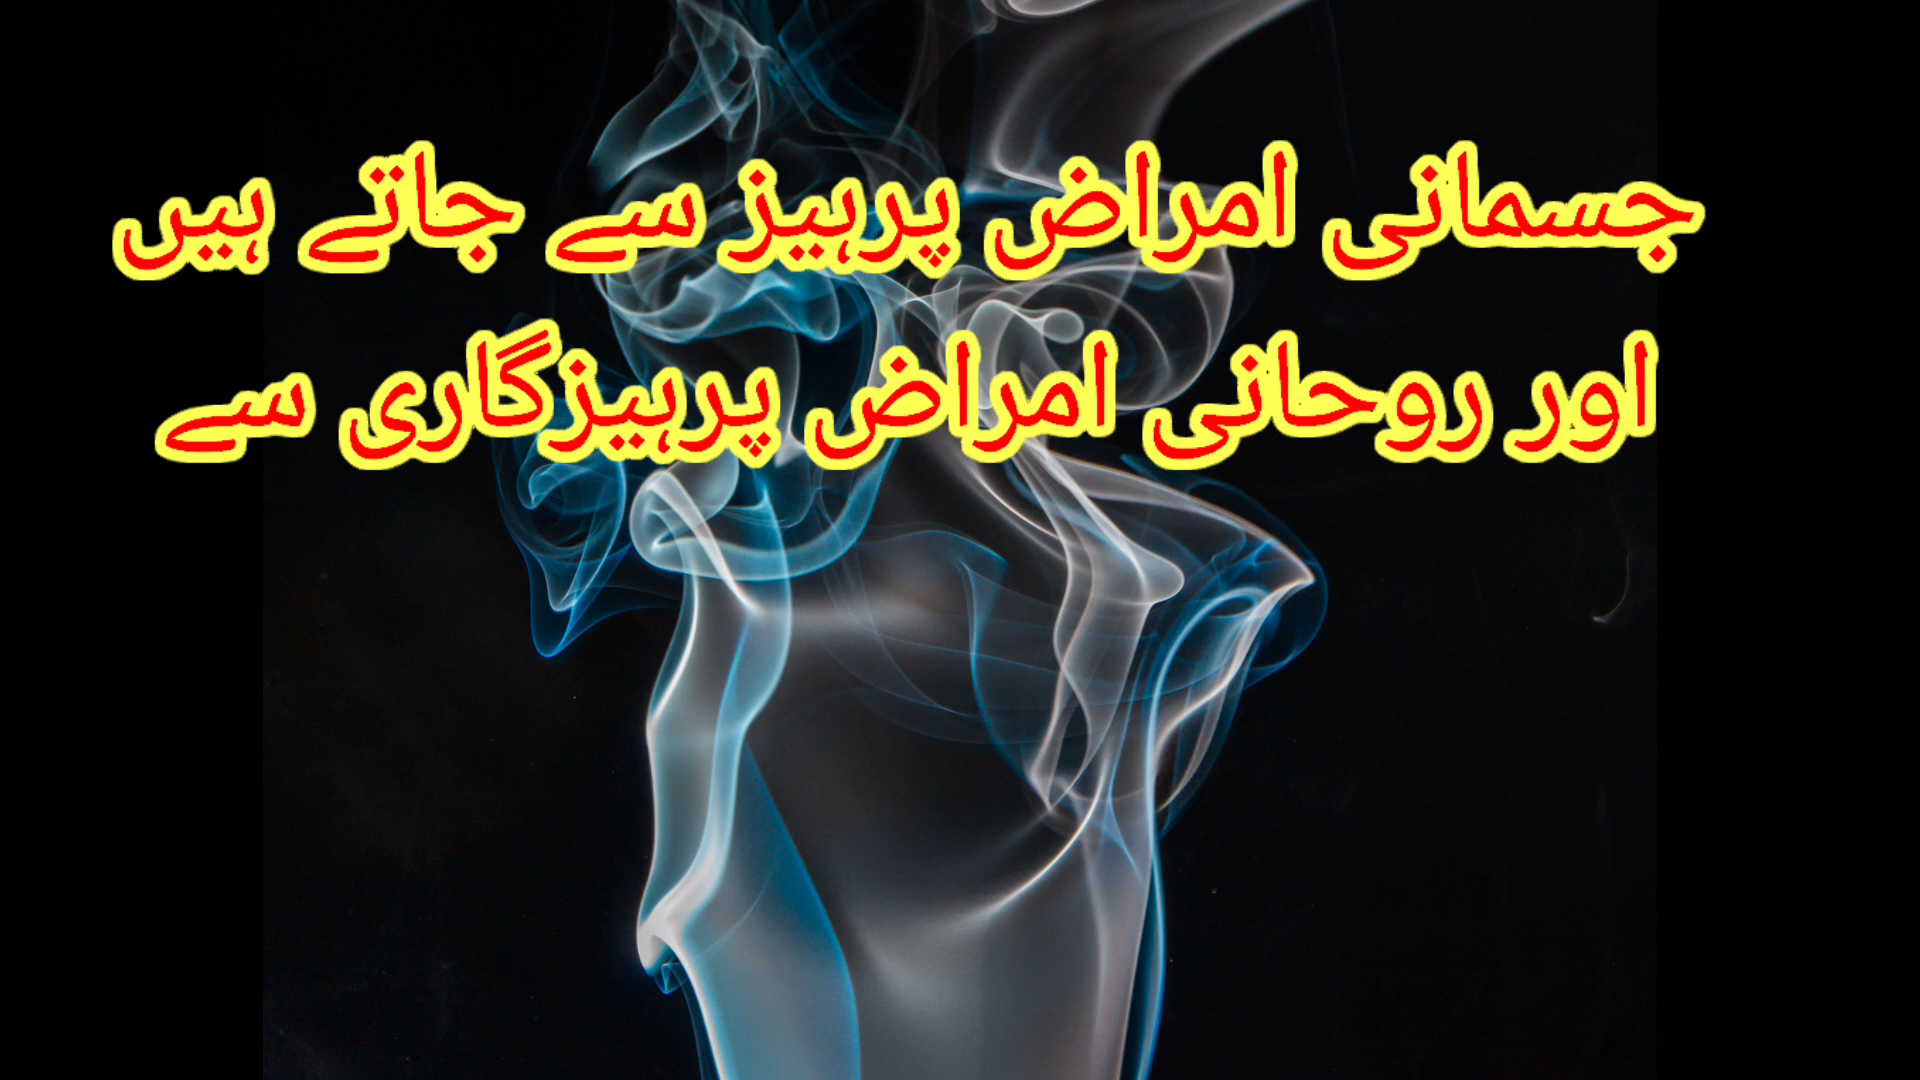 جسمانی امراض پرہیز سے جاتے ہیں
اور روحانی امراض پرہیزگاری سے